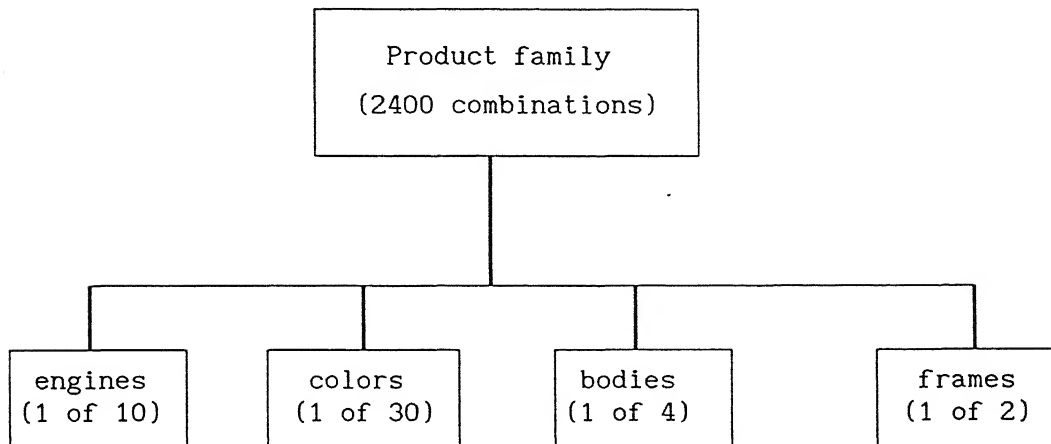 Product family
(2400 combinations)
engines
(1 of 10)
colors
(1 of 30)
bodies
(1 of 4)
frames
(1 of 2)